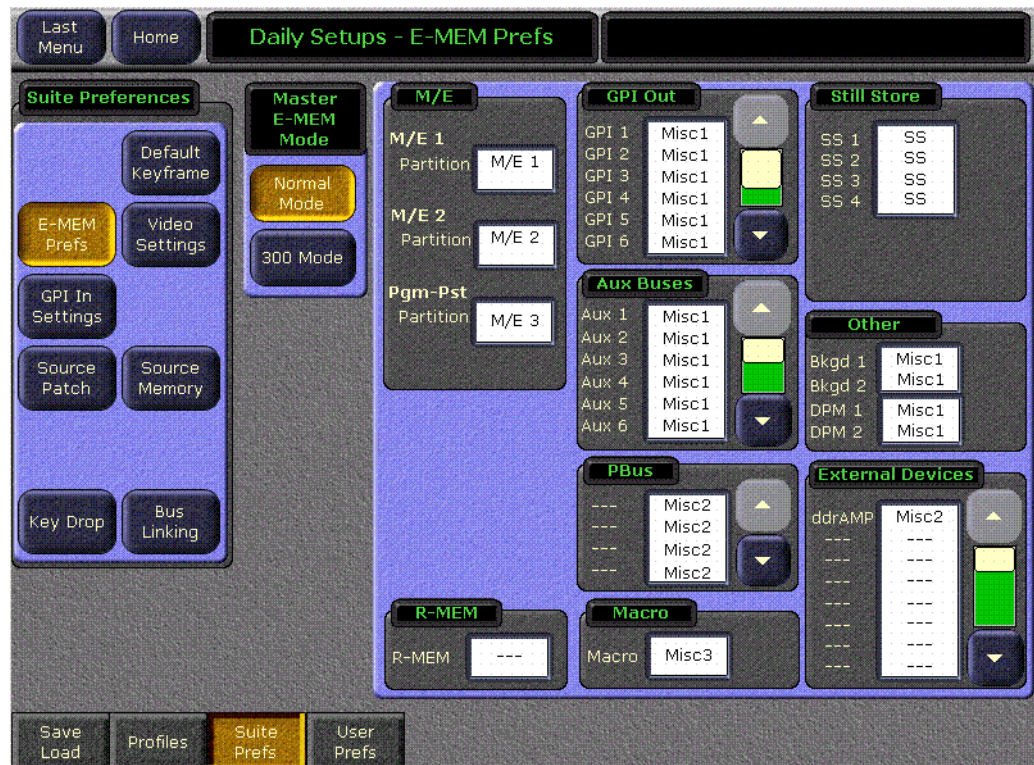 Last Menu
Home
Daily Setups - E-MEM Prefs
Suite Preferences
Default Keyframe
E-MEM Prefs
Video Settings
GPI In Settings
Source Patch
Source Memory
Key Drop
Bus Linking
Master E-MEM Mode
Normal Mode
300 Mode
M/E
M/E 1
Partition M/E 1
M/E 2
Partition M/E 2
Pgm-Pst
Partition M/E 3
GPI Out
GPI 1 Misc1
GPI 2 Misc1
GPI 3 Misc1
GPI 4 Misc1
GPI 5 Misc1
GPI 6 Misc1
Aux Buses
Aux 1 Misc1
Aux 2 Misc1
Aux 3 Misc1
Aux 4 Misc1
Aux 5 Misc1
Aux 6 Misc1
PBus
--- Misc2
--- Misc2
--- Misc2
--- Misc2
R-MEM
R-MEM ---
Macro
Macro Misc3
Still Store
SS 1 SS
SS 2 SS
SS 3 SS
SS 4 SS
Other
Bkgd 1 Misc1
Bkgd 2 Misc1
DPM 1 Misc1
DPM 2 Misc1
External Devices
ddrAMP Misc2
--- ---
--- ---
--- ---
--- ---
--- ---
--- ---
--- ---
Save Load
Profiles
Suite Prefs
User Prefs